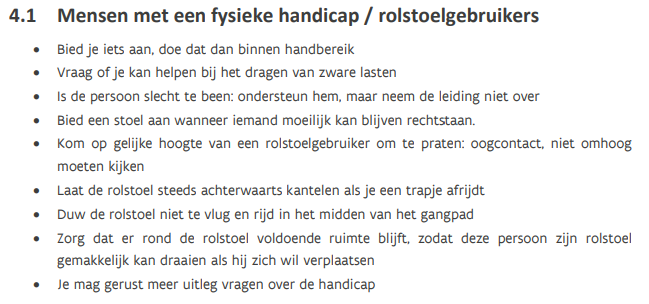 4.1 Mensen met een fysieke handicap / rolstoelgebruikers
• Bied je iets aan, doe dat dan binnen handbereik
• Vraag of je kan helpen bij het dragen van zware lasten
• Is de persoon slecht te been: ondersteun hem, maar neem de leiding niet over
• Bied een stoel aan wanneer iemand moeilijk kan blijven rechtstaan.
• Kom op gelijke hoogte van een rolstoelgebruiker om te praten: oogcontact, niet omhoog
moeten kijken
• Laat de rolstoel steeds achterwaarts kantelen als je een trapje afrijdt
• Duw de rolstoel niet te vlug en rijd in het midden van het gangpad
• Zorg dat er rond de rolstoel voldoende ruimte blijft, zodat deze persoon zijn rolstoel
gemakkelijk kan draaien als hij zich wil verplaatsen
• Je mag gerust meer uitleg vragen over de handicap